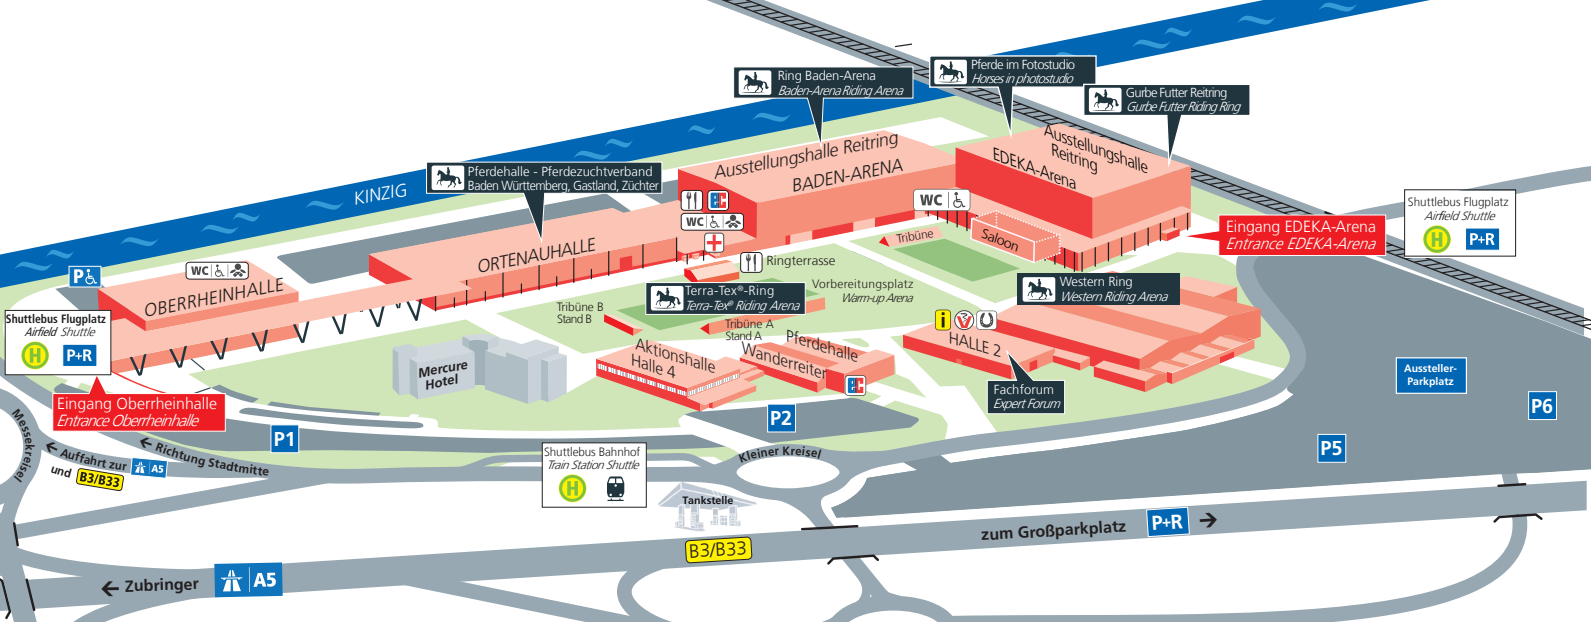 Ring Baden-Arena
Baden-Arena Riding Arena
Pferde im Fotostudio
Horses in photostudio
Gurbe Futter Reitring
Gurbe Futter Riding Ring
Pferdehalle - Pferdezuchtverband
Baden Württemberg, Gastland, Züchter
KINZIG
Ausstellungshalle Reitring
BADEN-ARENA
Ausstellungshalle
Reitring
EDEKA-Arena
WC
EC
WC
Tribüne
Saloon
Eingang EDEKA-Arena
Entrance EDEKA-Arena
Shuttlebus Flugplatz
Airfield Shuttle
H
P+R
ORTENAUHALLE
Ringterrasse
P
WC
OBERRHEINHALLE
Terra-Tex®-Ring
Terra-Tex® Riding Arena
Vorbereitungsplatz
Warm-up Arena
Western Ring
Western Riding Arena
Tribüne B
Stand B
Tribüne A
Stand A
Shuttlebus Flugplatz
Airfield Shuttle
H
P+R
i
HALLE 2
Pferdehalle
Wanderreiter
EC
Aktionshalle
Halle 4
Mercure
Hotel
Fachforum
Expert Forum
Aussteller-
Parkplatz
P6
P5
Eingang Oberrheinhalle
Entrance Oberrheinhalle
P2
P1
Messekreisel
Richtung Stadtmitte
Auffahrt zur A5
und B3/B33
Shuttlebus Bahnhof
Train Station Shuttle
H
Kleiner Kreisel
Tankstelle
B3/B33
zum Großparkplatz P+R
Zubringer A5